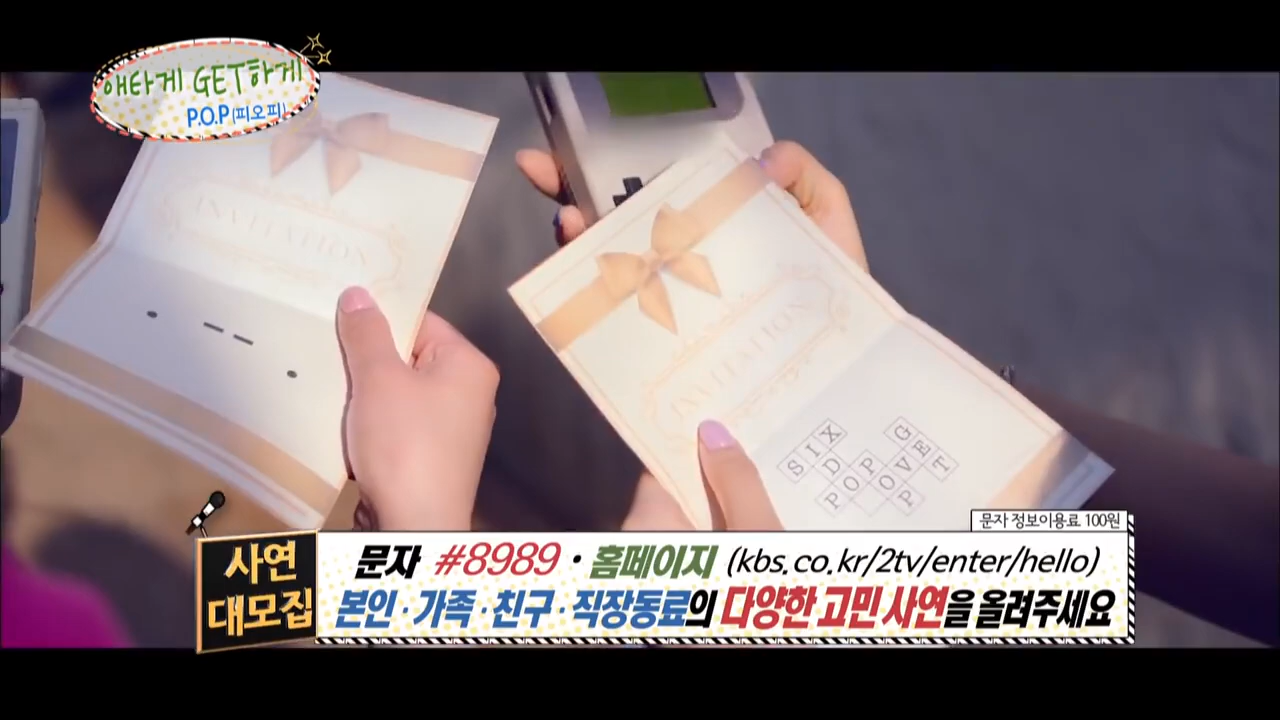 애타게 GET하게
P.O.P(피오피)
INVITATION
INVITATION
SIX
D
POP
G
OVE
P T
문자 정보이용료 100원
사연
대모집
문자 #8989 · 홈페이지 (kbs.co.kr/2tv/enter/hello)
본인·가족·친구·직장동료의 다양한 고민 사연을 올려주세요